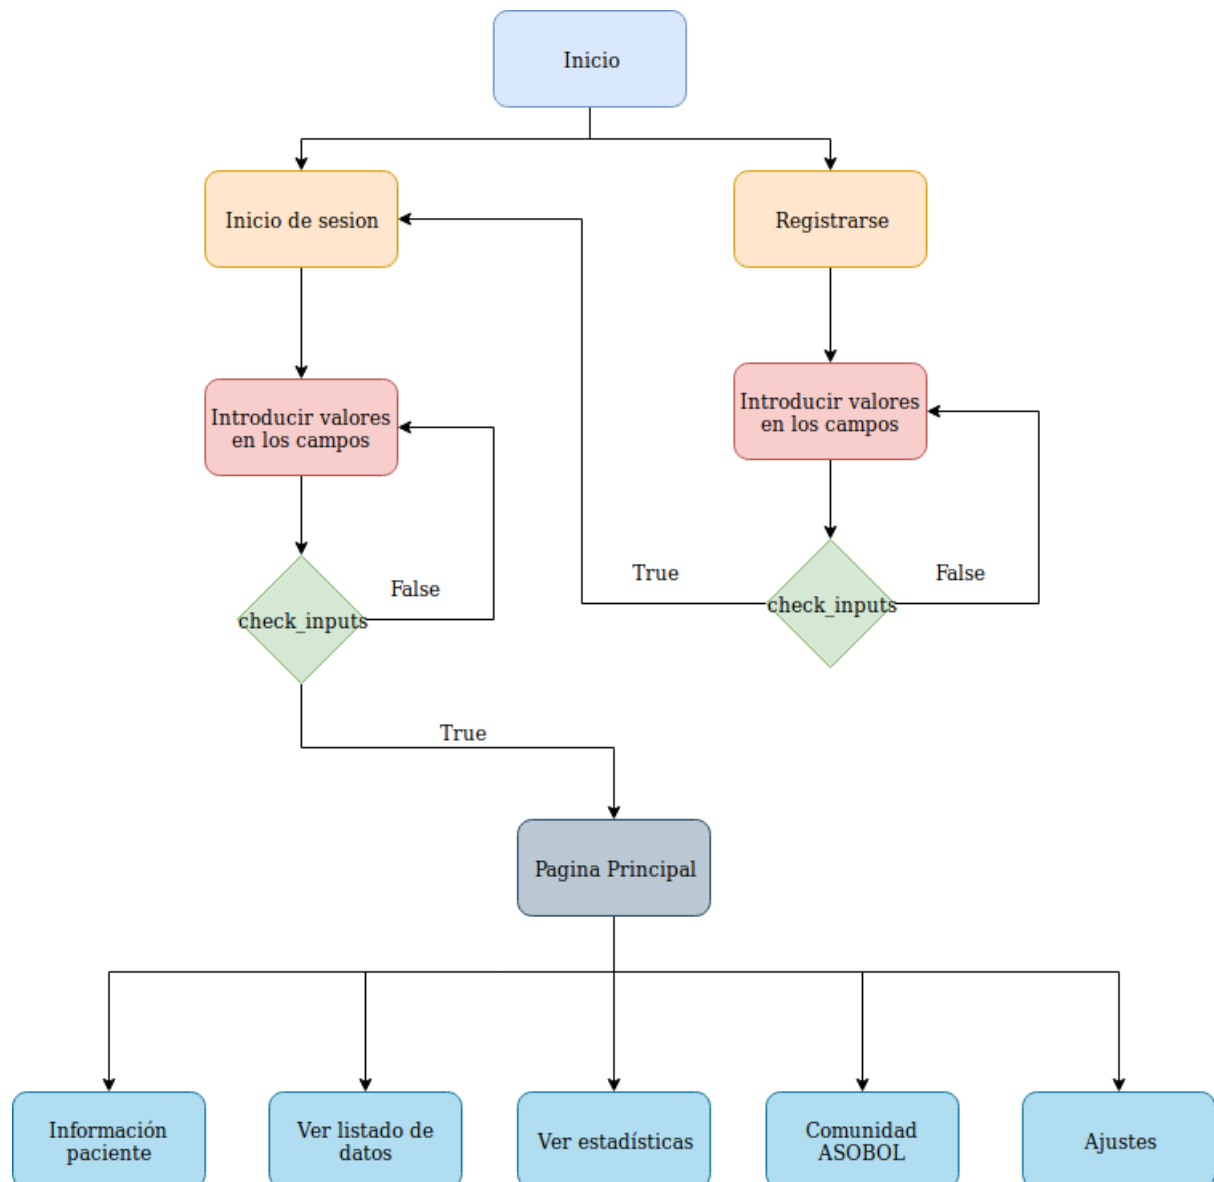 Inicio
Inicio de sesion
Registrarse
Introducir valores
en los campos
Introducir valores
en los campos
True
False
check_inputs
False
check_inputs
True
Pagina Principal
Información
paciente
Ver listado de
datos
Ver estadísticas
Comunidad
ASOBOL
Ajustes